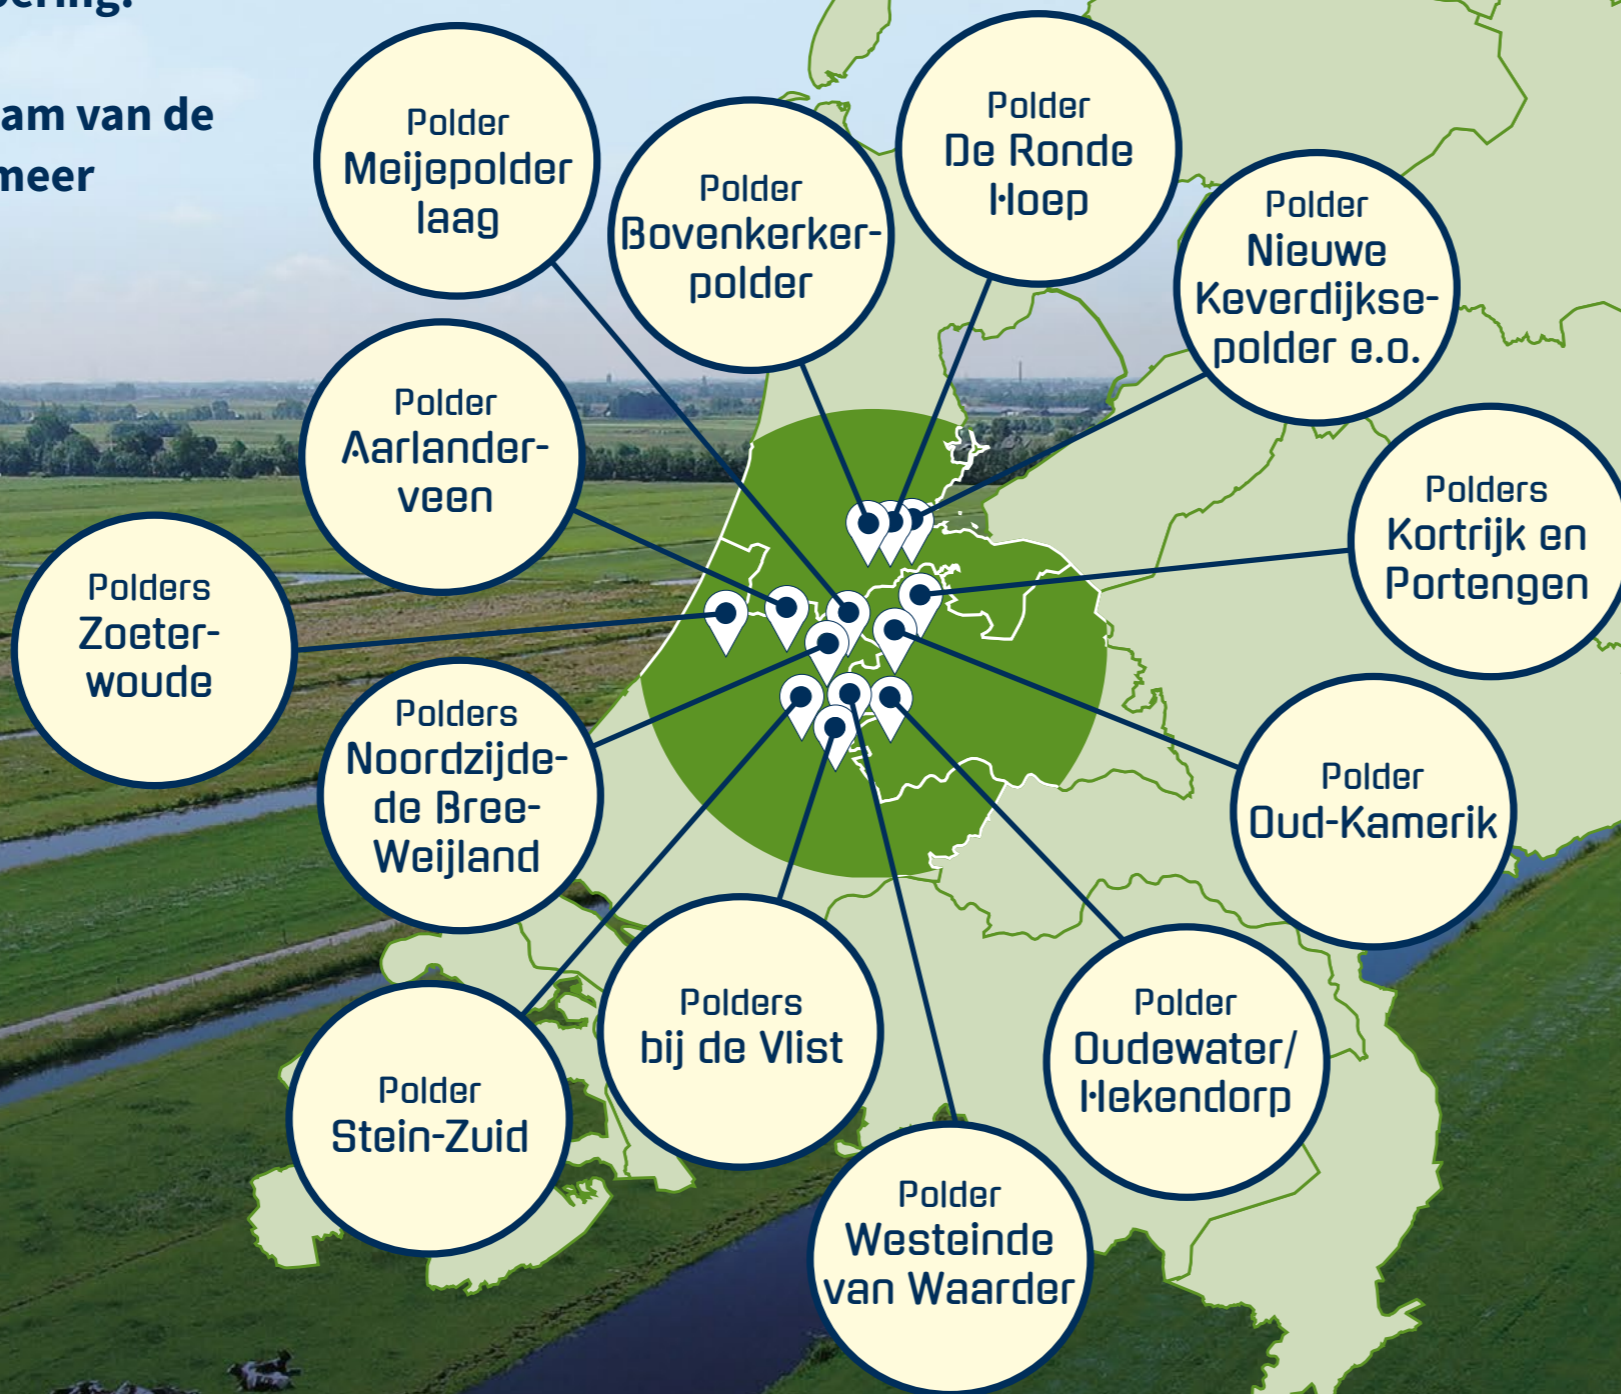 am van de
meer
Polder
Meijepolder
laag
Polder
Bovenkerker-
polder
Polder
De Ronde
Hoep
Polder
Nieuwe
Keverdijkse-
polder e.o.
Polder
Aarlander-
veen
Polders
Kortrijk en
Portengen
Polders
Zoeter-
woude
Polders
Noordzijde-
de Bree-
Weijland
Polder
Oud-Kamerik
Polders
bij de Vlist
Polder
Oudewater/
Hekendorp
Polder
Stein-Zuid
Polder
Westeinde
van Waarder